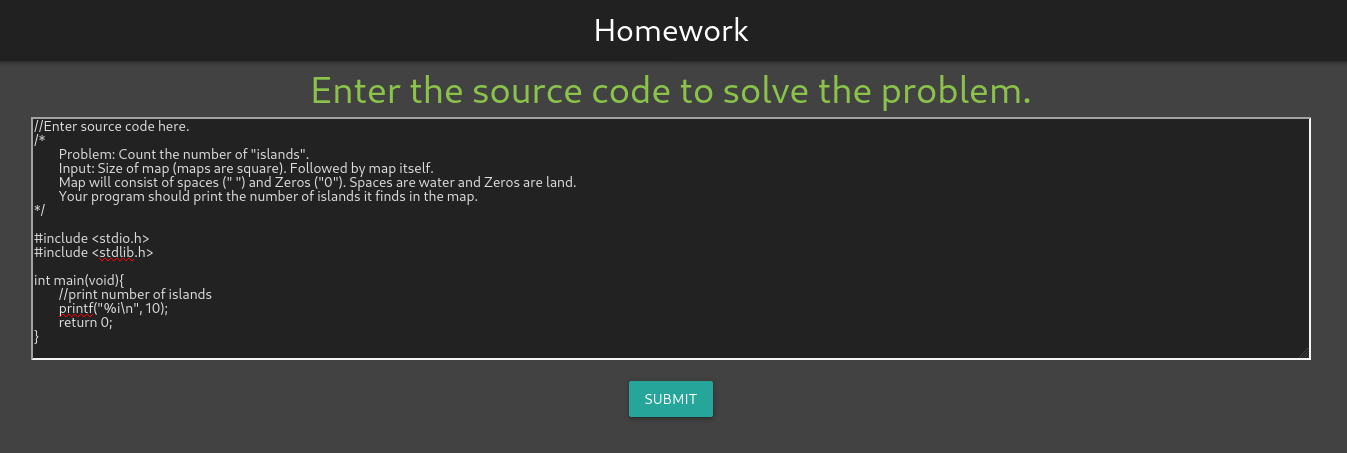 Homework
Enter the source code to solve the problem.
//Enter source code here.
/*
Problem: Count the number of "islands".
Input: Size of map (maps are square). Followed by map itself.
Map will consist of spaces (" ") and Zeros ("0"). Spaces are water and Zeros are land.
Your program should print the number of islands it finds in the map.
*/
#include <stdio.h>
#include <stdlib.h>
int main(void){
//print number of islands
printf("%i\n", 10);
return 0;
}
SUBMIT